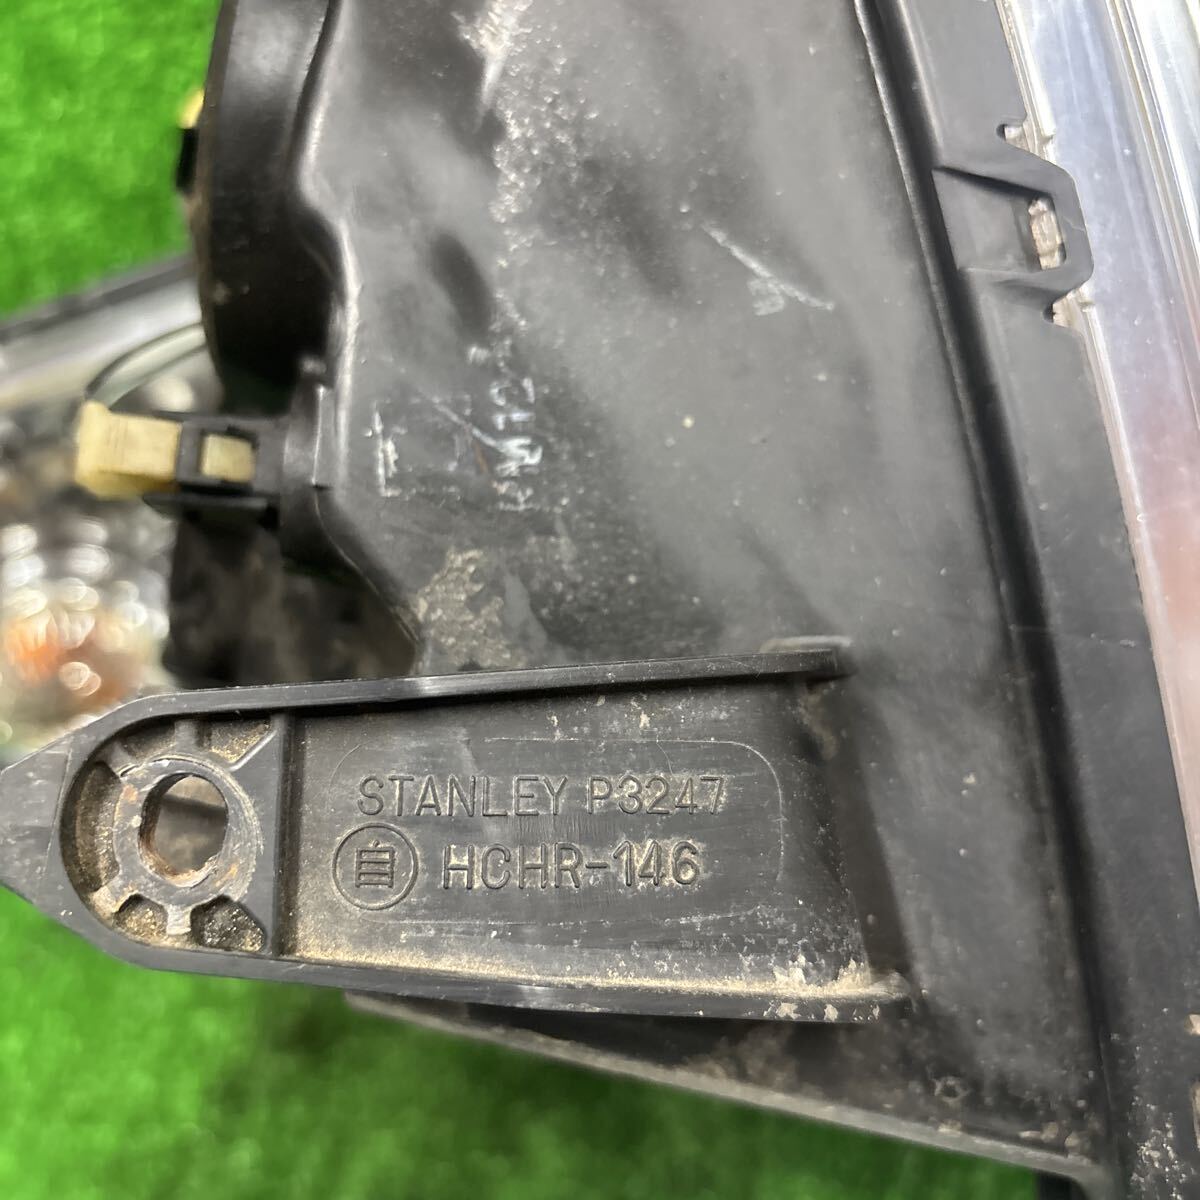 STANLEY P3247
自 HCHR-146